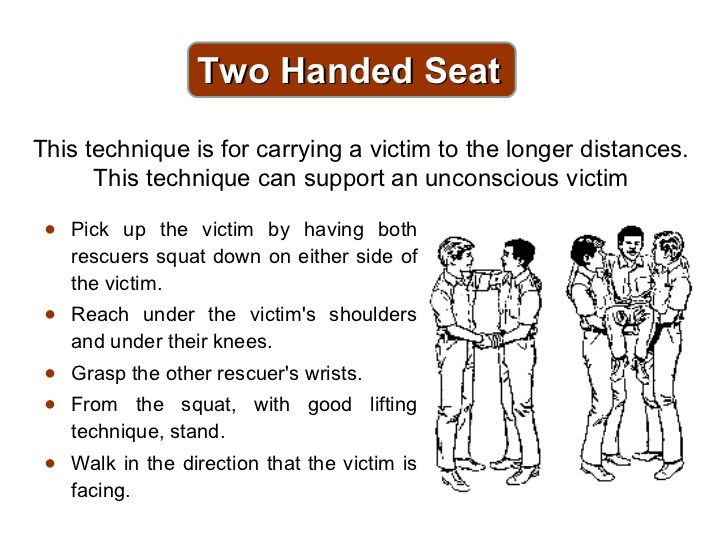 Two Handed Seat
This technique is for carrying a victim to the longer distances.
This technique can support an unconscious victim
• Pick up the victim by having both
rescuers squat down on either side of
the victim.
• Reach under the victim's shoulders
and under their knees.
• Grasp the other rescuer's wrists.
• From the squat, with good lifting
technique, stand.
• Walk in the direction that the victim is
facing.